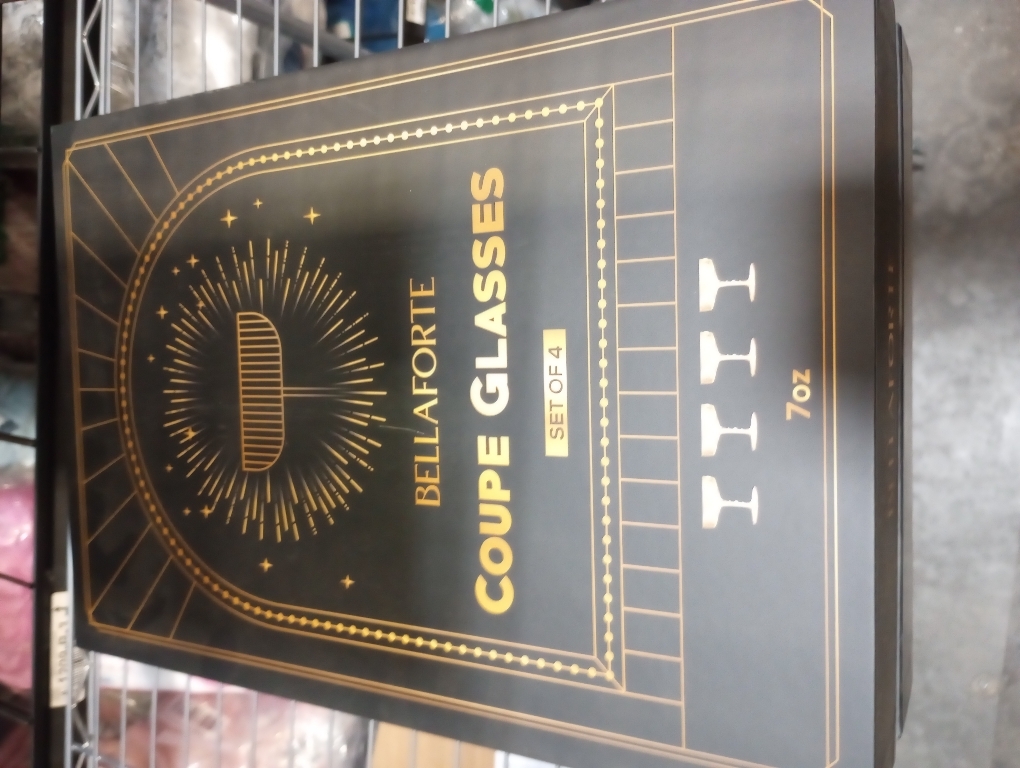 BELLAFORTE
COUPE GLASSES
SET OF 4
7oz